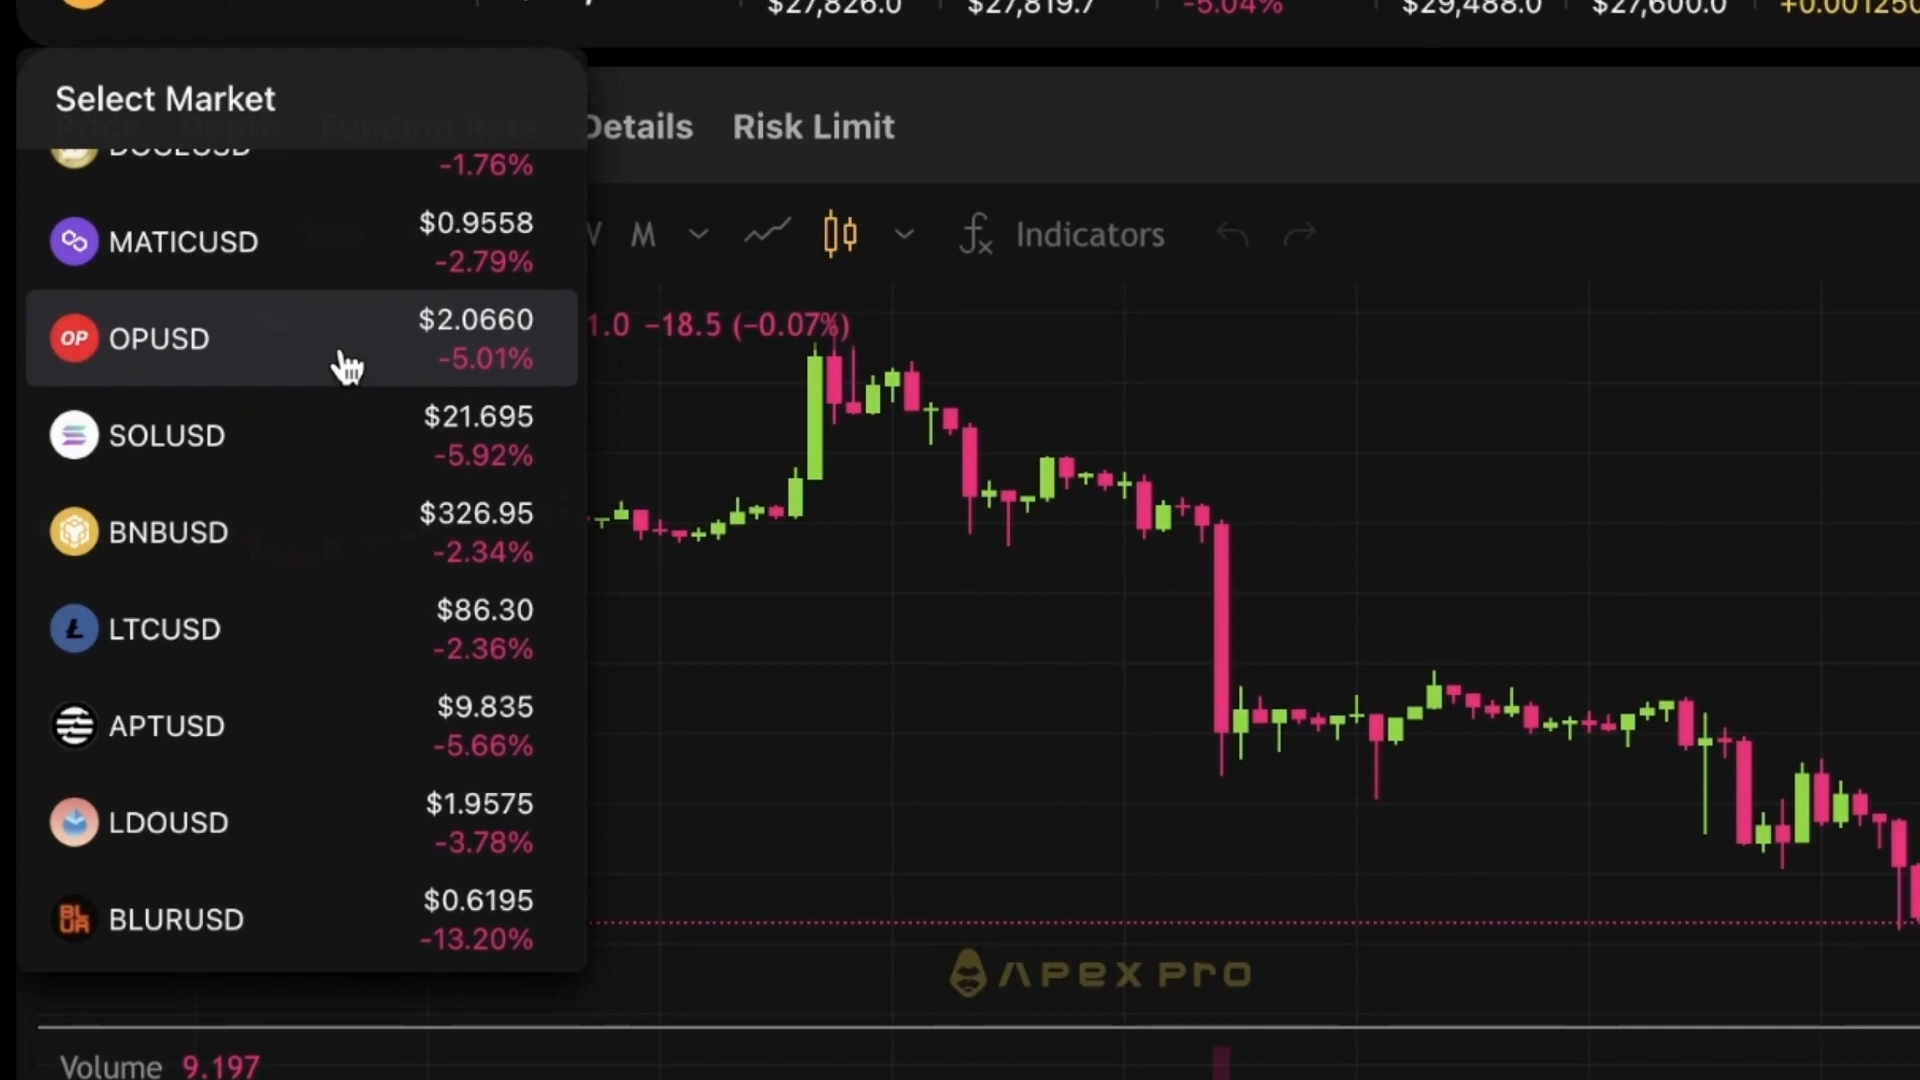 $27,826.0 $27,819.7 -5.04% $29,488.0 $27,600.0 +0.001250
Select Market
Details Risk Limit
DOGEUSD
-1.76%
MATICUSD $0.9558
-2.79%
M Indicators
OP OPUSD $2.0660
-5.01%
1.0 −18.5 (−0.07%)
SOLUSD $21.695
-5.92%
BNBUSD $326.95
-2.34%
LTCUSD $86.30
-2.36%
APTUSD $9.835
-5.66%
LDOUSD $1.9575
-3.78%
BLUR BLURUSD $0.6195
-13.20%
APEX PRO
Volume 9.197